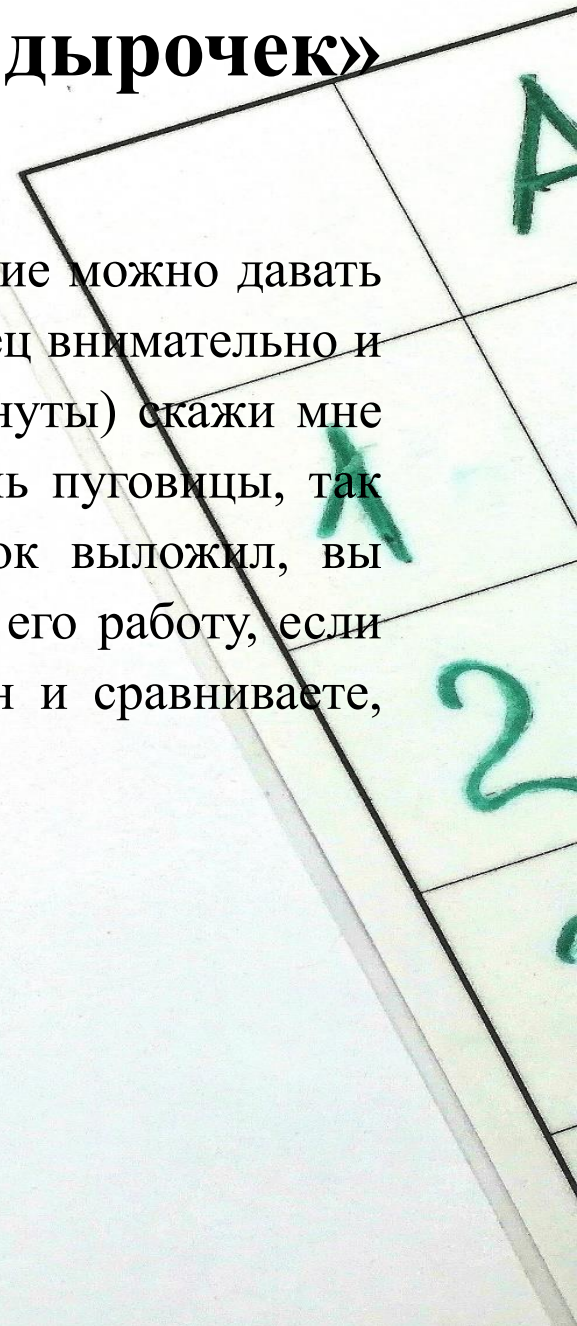 дырочек»
А
ие можно давать
ец внимательно и
нуты) скажи мне
1
ь пуговицы, так
ок выложил, вы
его работу, если
н и сравниваете,
2